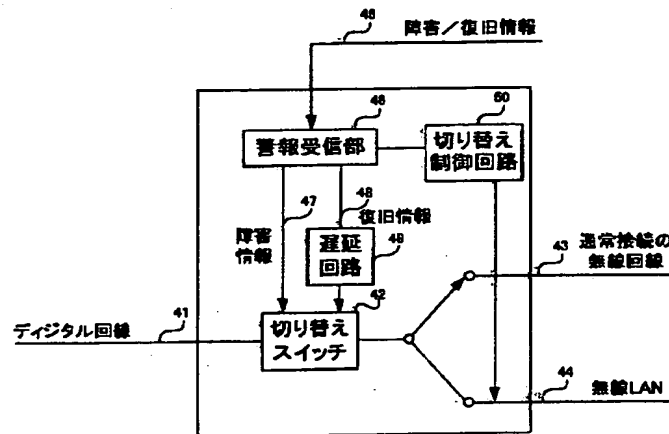 45
障害/復旧情報
46
50
警報受信部
切り替え
制御回路
47
48
復旧情報
障害
情報
遅延
回路
49
通常接続の
無線回線
43
42
ディジタル回線
41
切り替え
スイッチ
44
無線LAN